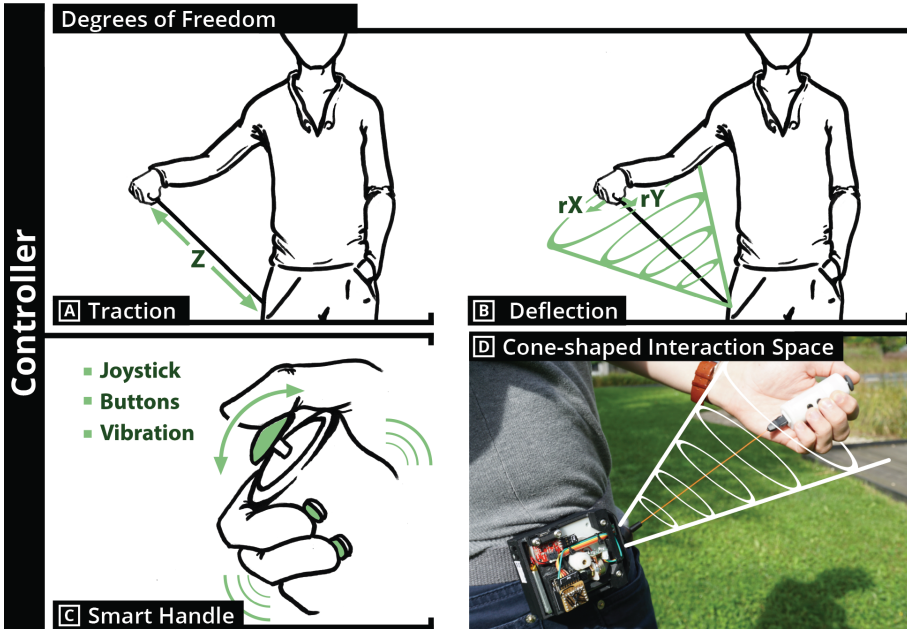 Controller
Degrees of Freedom
Z
A Traction
rX rY
B Deflection
Joystick
Buttons
Vibration
C Smart Handle
D Cone-shaped Interaction Space